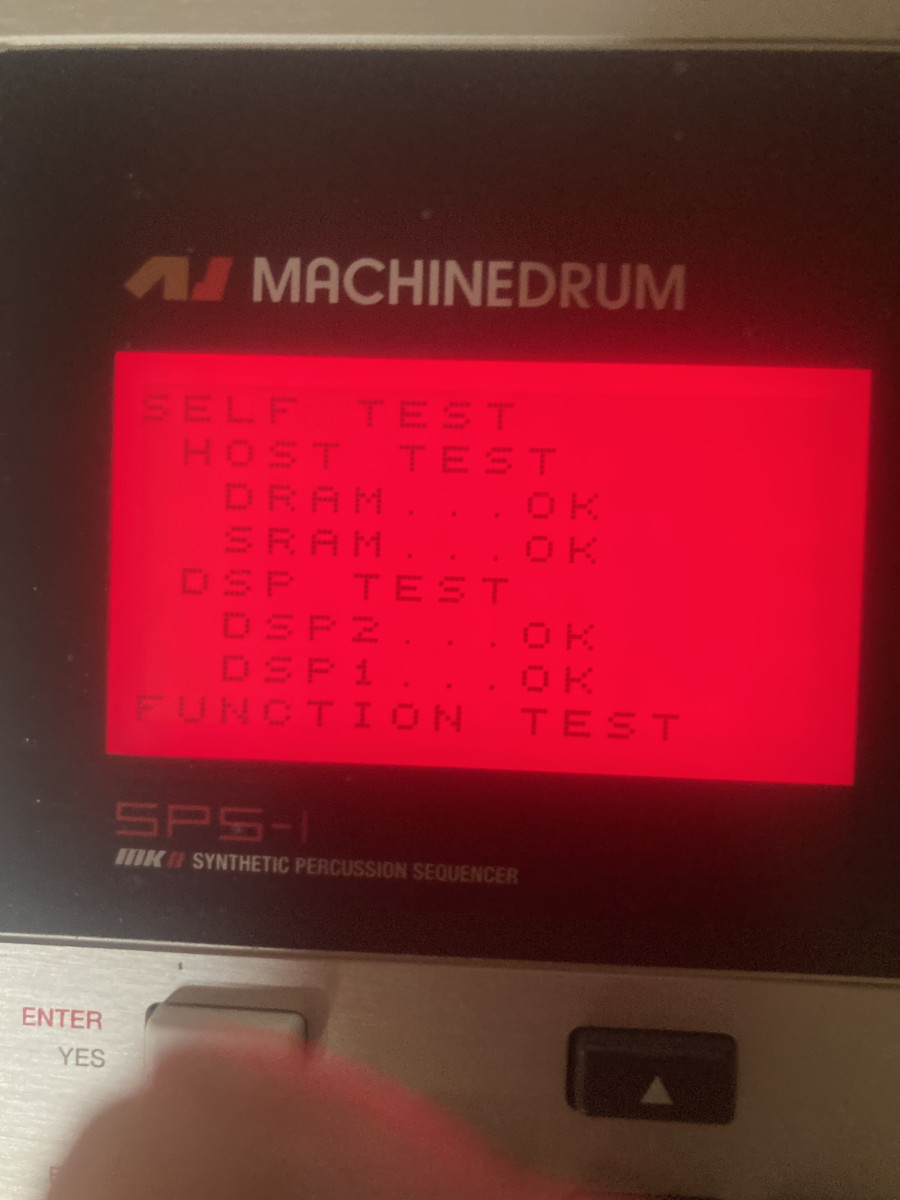 MACHINEDRUM
SELF TEST
HOST TEST
DRAM...OK
SRAM...OK
DSP TEST
DSP2...OK
DSP1...OK
FUNCTION TEST
SPS-1
MKII SYNTHETIC PERCUSSION SEQUENCER
ENTER
YES